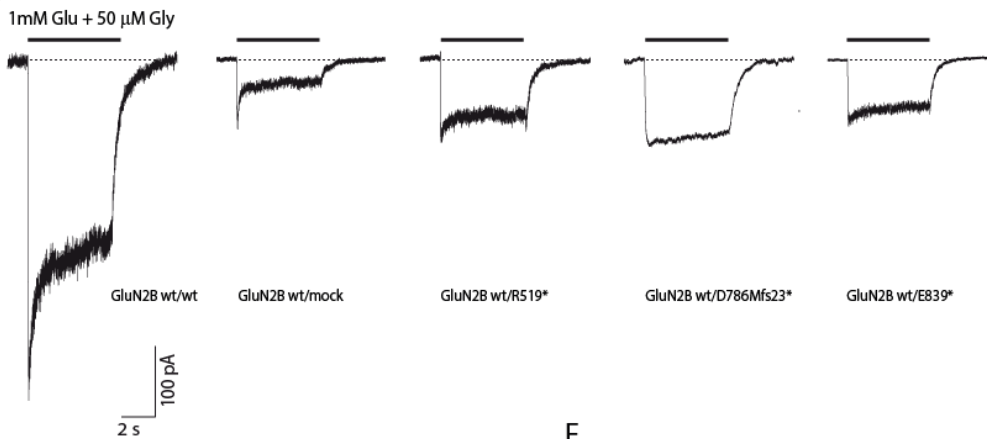 1mM Glu + 50 μM Gly
GluN2B wt/wt
GluN2B wt/mock
GluN2B wt/R519*
GluN2B wt/D786Mfs23*
GluN2B wt/E839*
100 pA
2 s